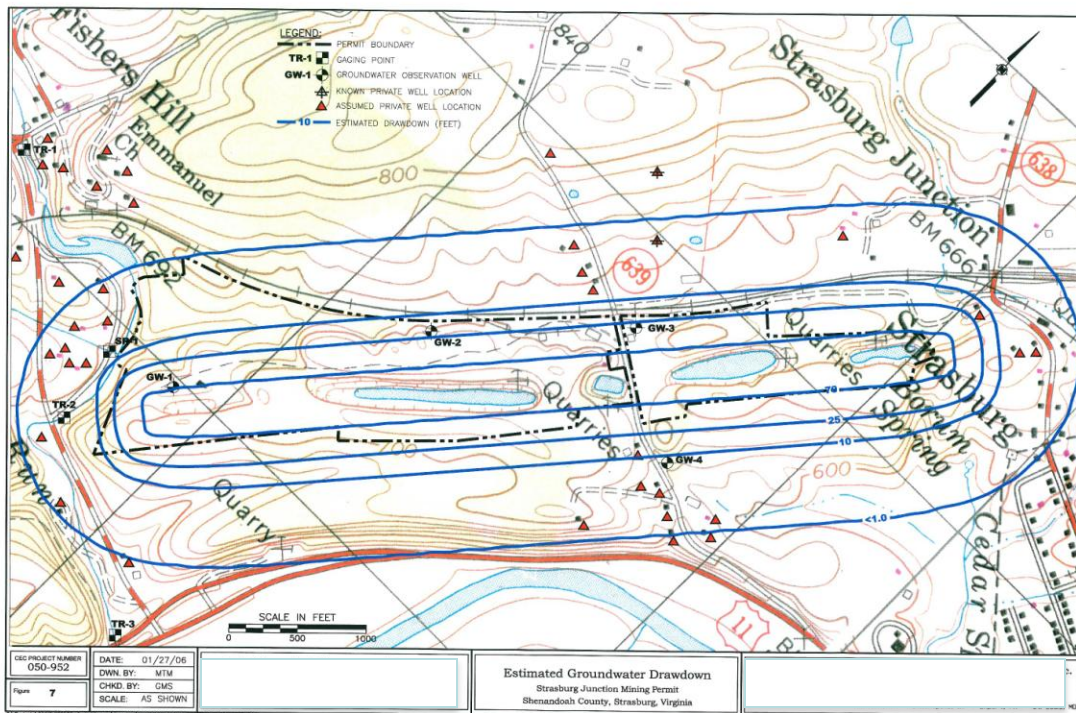 LEGEND:
PERMIT BOUNDARY
TR-1 GAGING POINT
GW-1 GROUNDWATER OBSERVATION WELL
KNOWN PRIVATE WELL LOCATION
ASSUMED PRIVATE WELL LOCATION
10 ESTIMATED DRAWDOWN (FEET)
Fishers Hill
Emmanuel
Ch
840
800
Strasburg Junction
638
TR-1
BM 692
BM 666
639
GW-3
GW-2
SR-1
GW-1
Quarries
Strasburg
70
Quarries
Borum
Spring
25
TR-2
10
700
GW-4
600
Run
Quarry
<1.0
Cedar
TR-3
11
SCALE IN FEET
0 500 1000
CEC PROJECT NUMBER
050-952
Figure 7
DATE: 01/27/06
DWN. BY: MTM
CHKD. BY: GMS
SCALE: AS SHOWN
Estimated Groundwater Drawdown
Strasburg Junction Mining Permit
Shenandoah County, Strasburg, Virginia